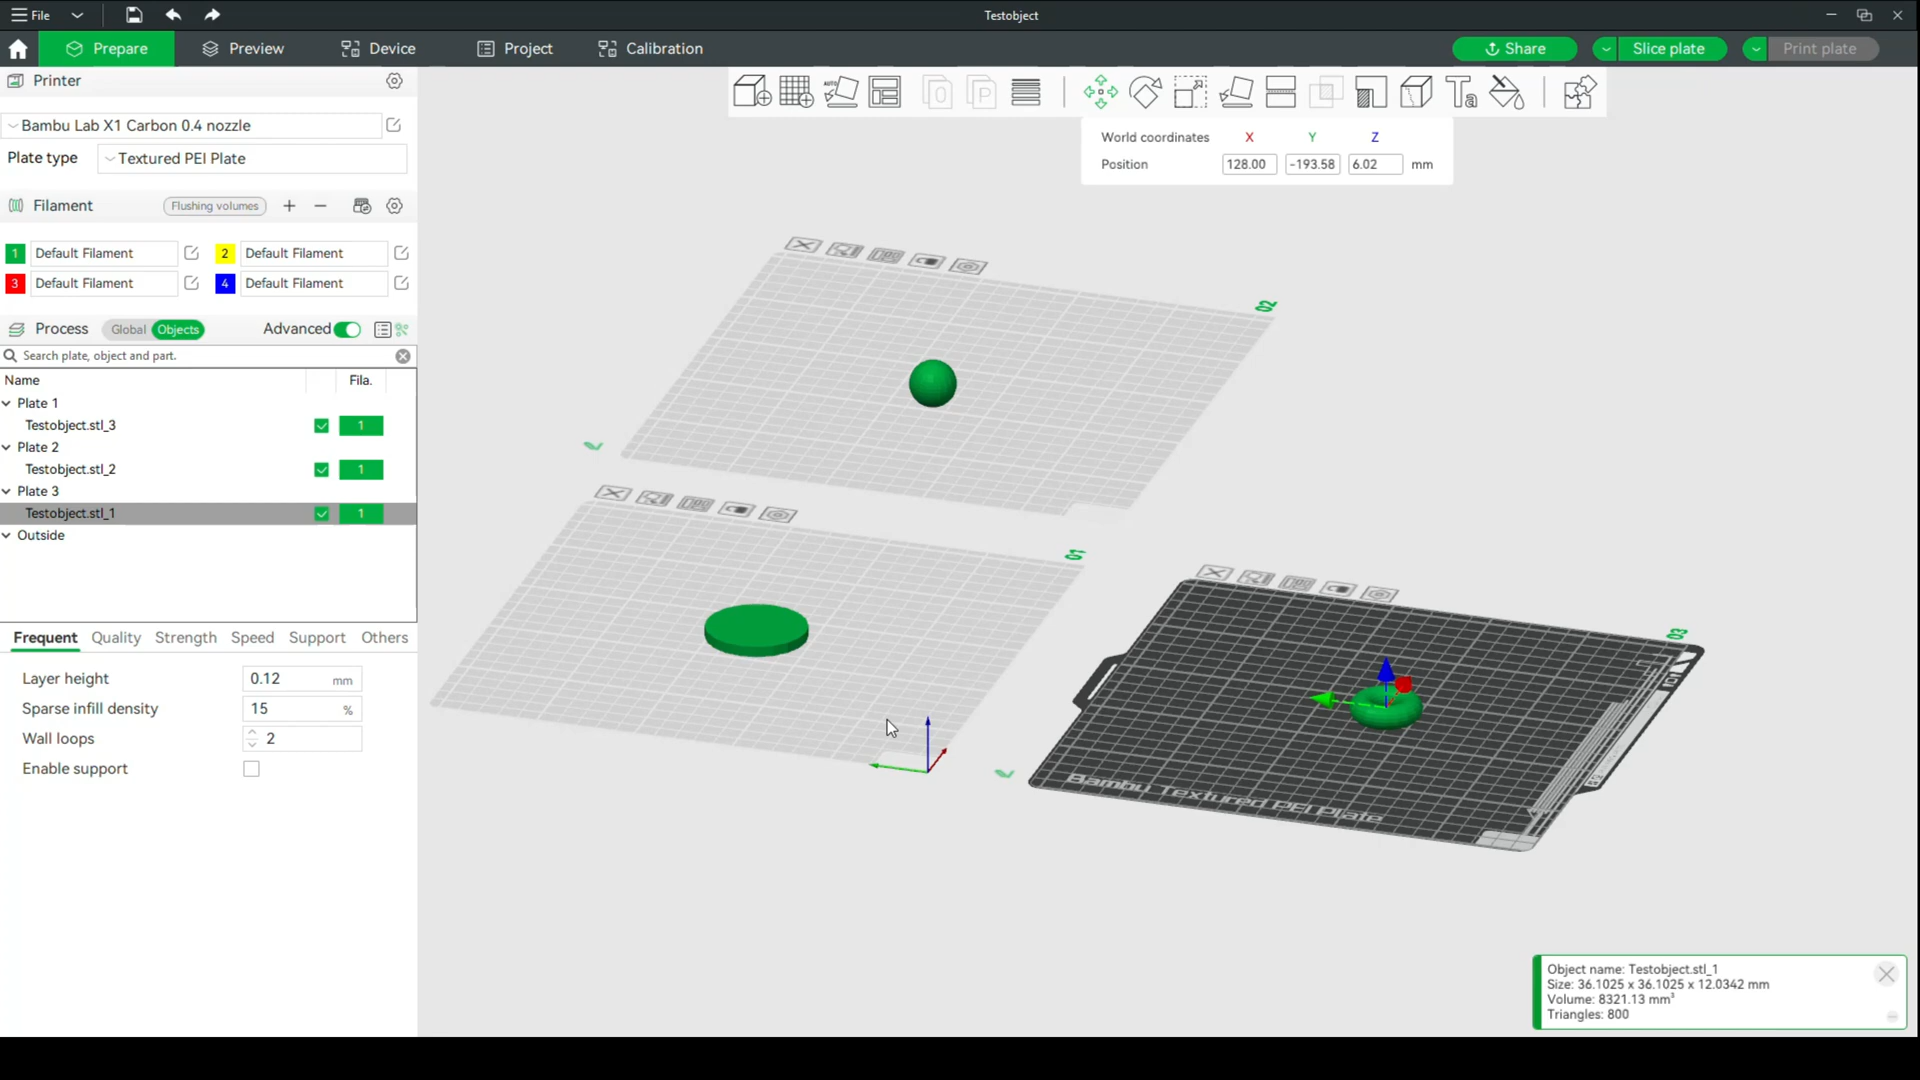 File
Testobject
Prepare
Preview
Device
Project
Calibration
Share
Slice plate
Print plate
Printer
Bambu Lab X1 Carbon 0.4 nozzle
Plate type
Textured PEI Plate
Filament
Flushing volumes
1 Default Filament
2 Default Filament
3 Default Filament
4 Default Filament
Process
Global
Objects
Advanced
Search plate, object and part.
Name
Fila.
Plate 1
Testobject.stl_3
1
Plate 2
Testobject.stl_2
1
Plate 3
Testobject.stl_1
1
Outside
Frequent
Quality
Strength
Speed
Support
Others
Layer height
0.12 mm
Sparse infill density
15 %
Wall loops
2
Enable support
AUTO
World coordinates X Y Z
Position 128.00 -193.58 6.02 mm
02
01
03
Bambu Textured PEI Plate
Object name: Testobject.stl_1
Size: 36.1025 x 36.1025 x 12.0342 mm
Volume: 8321.13 mm³
Triangles: 800